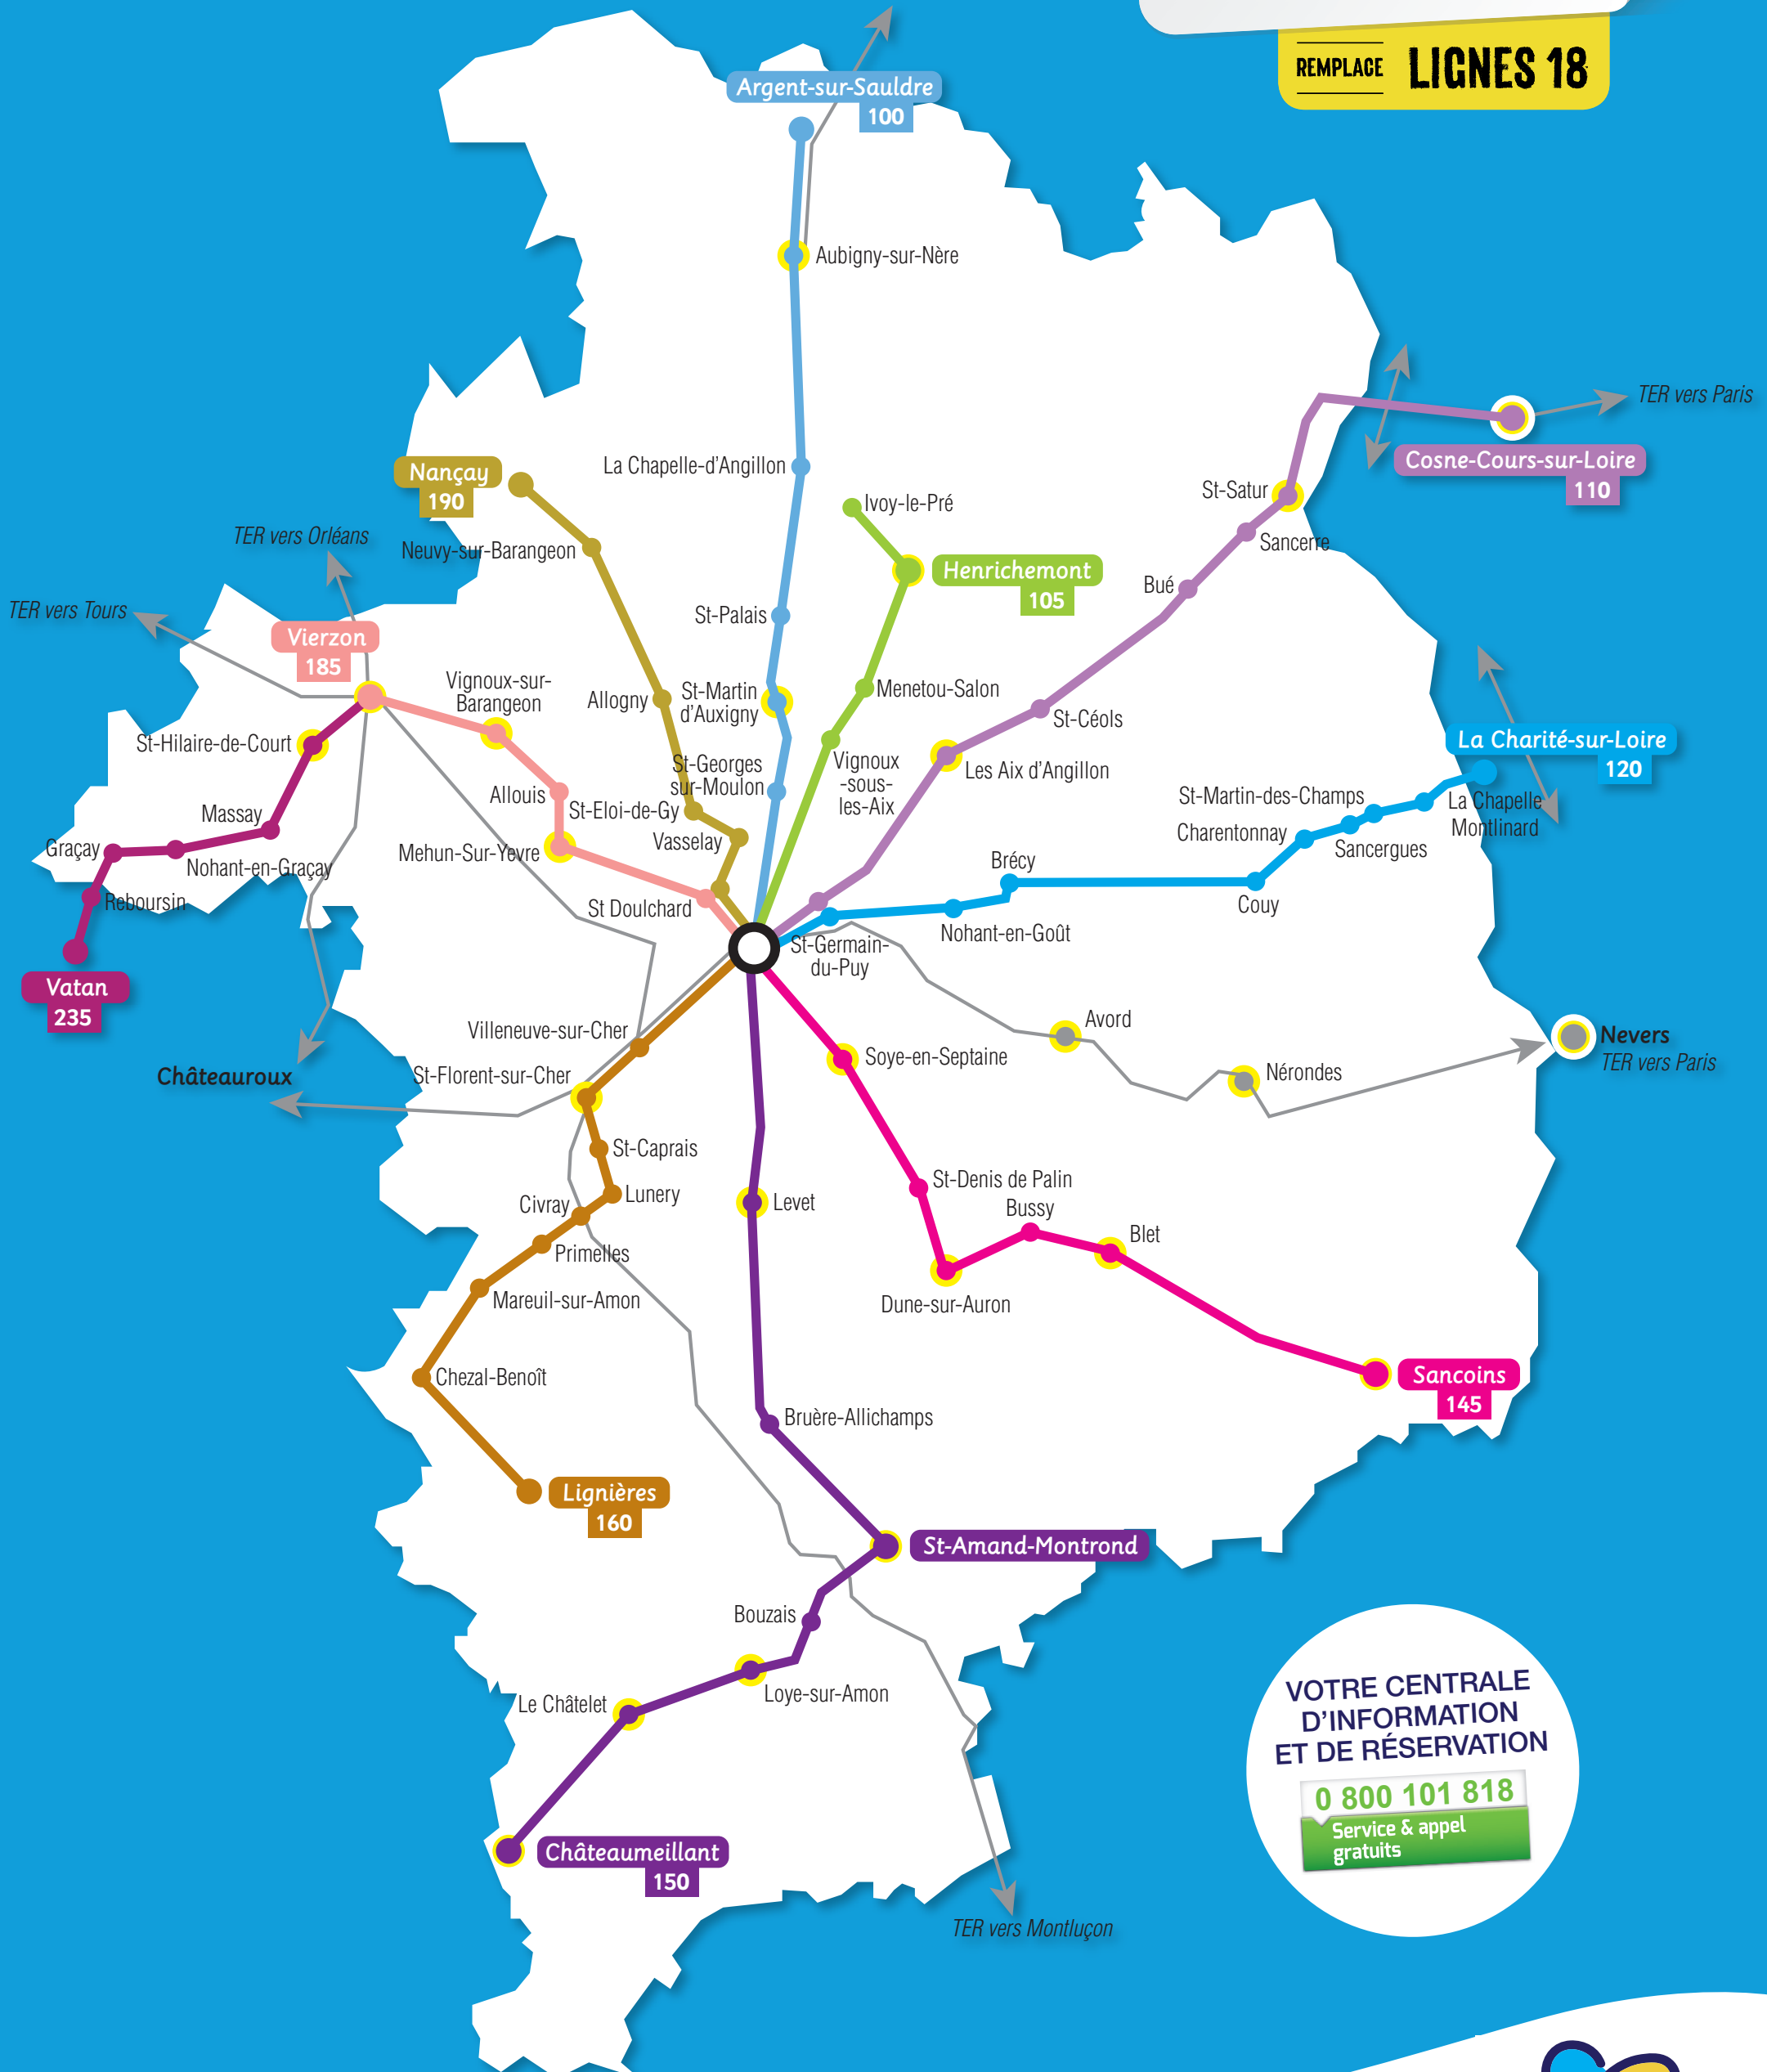 REMPLACE LIGNES 18
Argent-sur-Sauldre
100
Aubigny-sur-Nère
TER vers Paris
Cosne-Cours-sur-Loire
110
La Chapelle-d'Angillon
Nançay
190
St-Satur
Ivoy-le-Pré
Sancerre
TER vers Orléans
Neuvy-sur-Barangeon
Henrichemont
105
Bué
TER vers Tours
St-Palais
Vierzon
185
Vignoux-sur-
Barangeon
Allogny
St-Martin
d'Auxigny
Menetou-Salon
St-Céols
St-Hilaire-de-Court
La Charité-sur-Loire
120
St-Georges
sur-Moulon
Vignoux
-sous-
les-Aix
Les Aix d'Angillon
Allouis
St-Martin-des-Champs
La Chapelle
Montlinard
Massay
St-Eloi-de-Gy
Charentonnay
Vasselay
Graçay
Mehun-Sur-Yevre
Sancergues
Nohant-en-Graçay
Brécy
Reboursin
St Doulchard
Couy
Nohant-en-Goût
St-Germain-
du-Puy
Vatan
235
Avord
Villeneuve-sur-Cher
Nevers
TER vers Paris
Soye-en-Septaine
Châteauroux
St-Florent-sur-Cher
Nérondes
St-Caprais
St-Denis de Palin
Lunery
Levet
Civray
Bussy
Blet
Primelles
Mareuil-sur-Amon
Dune-sur-Auron
Chezal-Benoît
Sancoins
145
Bruère-Allichamps
Lignières
160
St-Amand-Montrond
Bouzais
Loye-sur-Amon
Le Châtelet
VOTRE CENTRALE
D'INFORMATION
ET DE RÉSERVATION
0 800 101 818
Service & appel
gratuits
Châteaumeillant
150
TER vers Montluçon